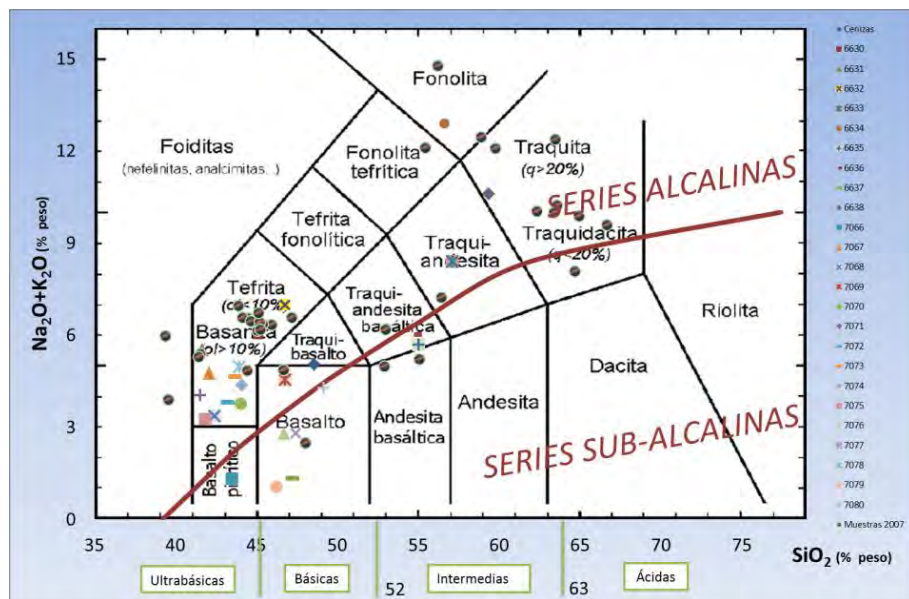 15
12
9
6
3
0
Na₂O+K₂O (% peso)
35
40
45
50
55
60
65
70
75
SiO₂ (% peso)
Fonolita
Foiditas
(nefelinitas, analcimitas...)
Fonolita
tefrítica
Traquita
(q>20%)
SERIES ALCALINAS
Tefrita
fonolítica
Traqui-
andesita
Traquidacita
(q<20%)
Tefrita
Basanita
(ol>10%)
Traqui-
andesita
basáltica
Traqui-
basalto
Riolita
Dacita
Basalto
Andesita
basáltica
Andesita
SERIES SUB-ALCALINAS
Basalto
Ultrabásicas
Básicas
52
Intermedias
63
Ácidas
Cenizas
6630
6631
6632
6633
6634
6635
6636
6637
6638
7066
7067
7068
7069
7070
7071
7072
7073
7074
7075
7076
7077
7078
7079
7080
Muestras 2007